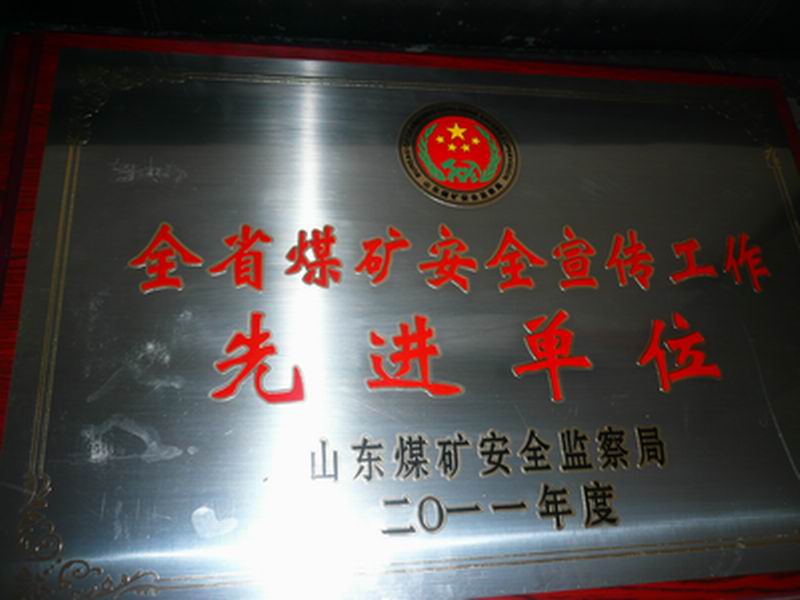 全省煤矿安全宣传工作
先进单位
山东煤矿安全监察局
二〇一一年度